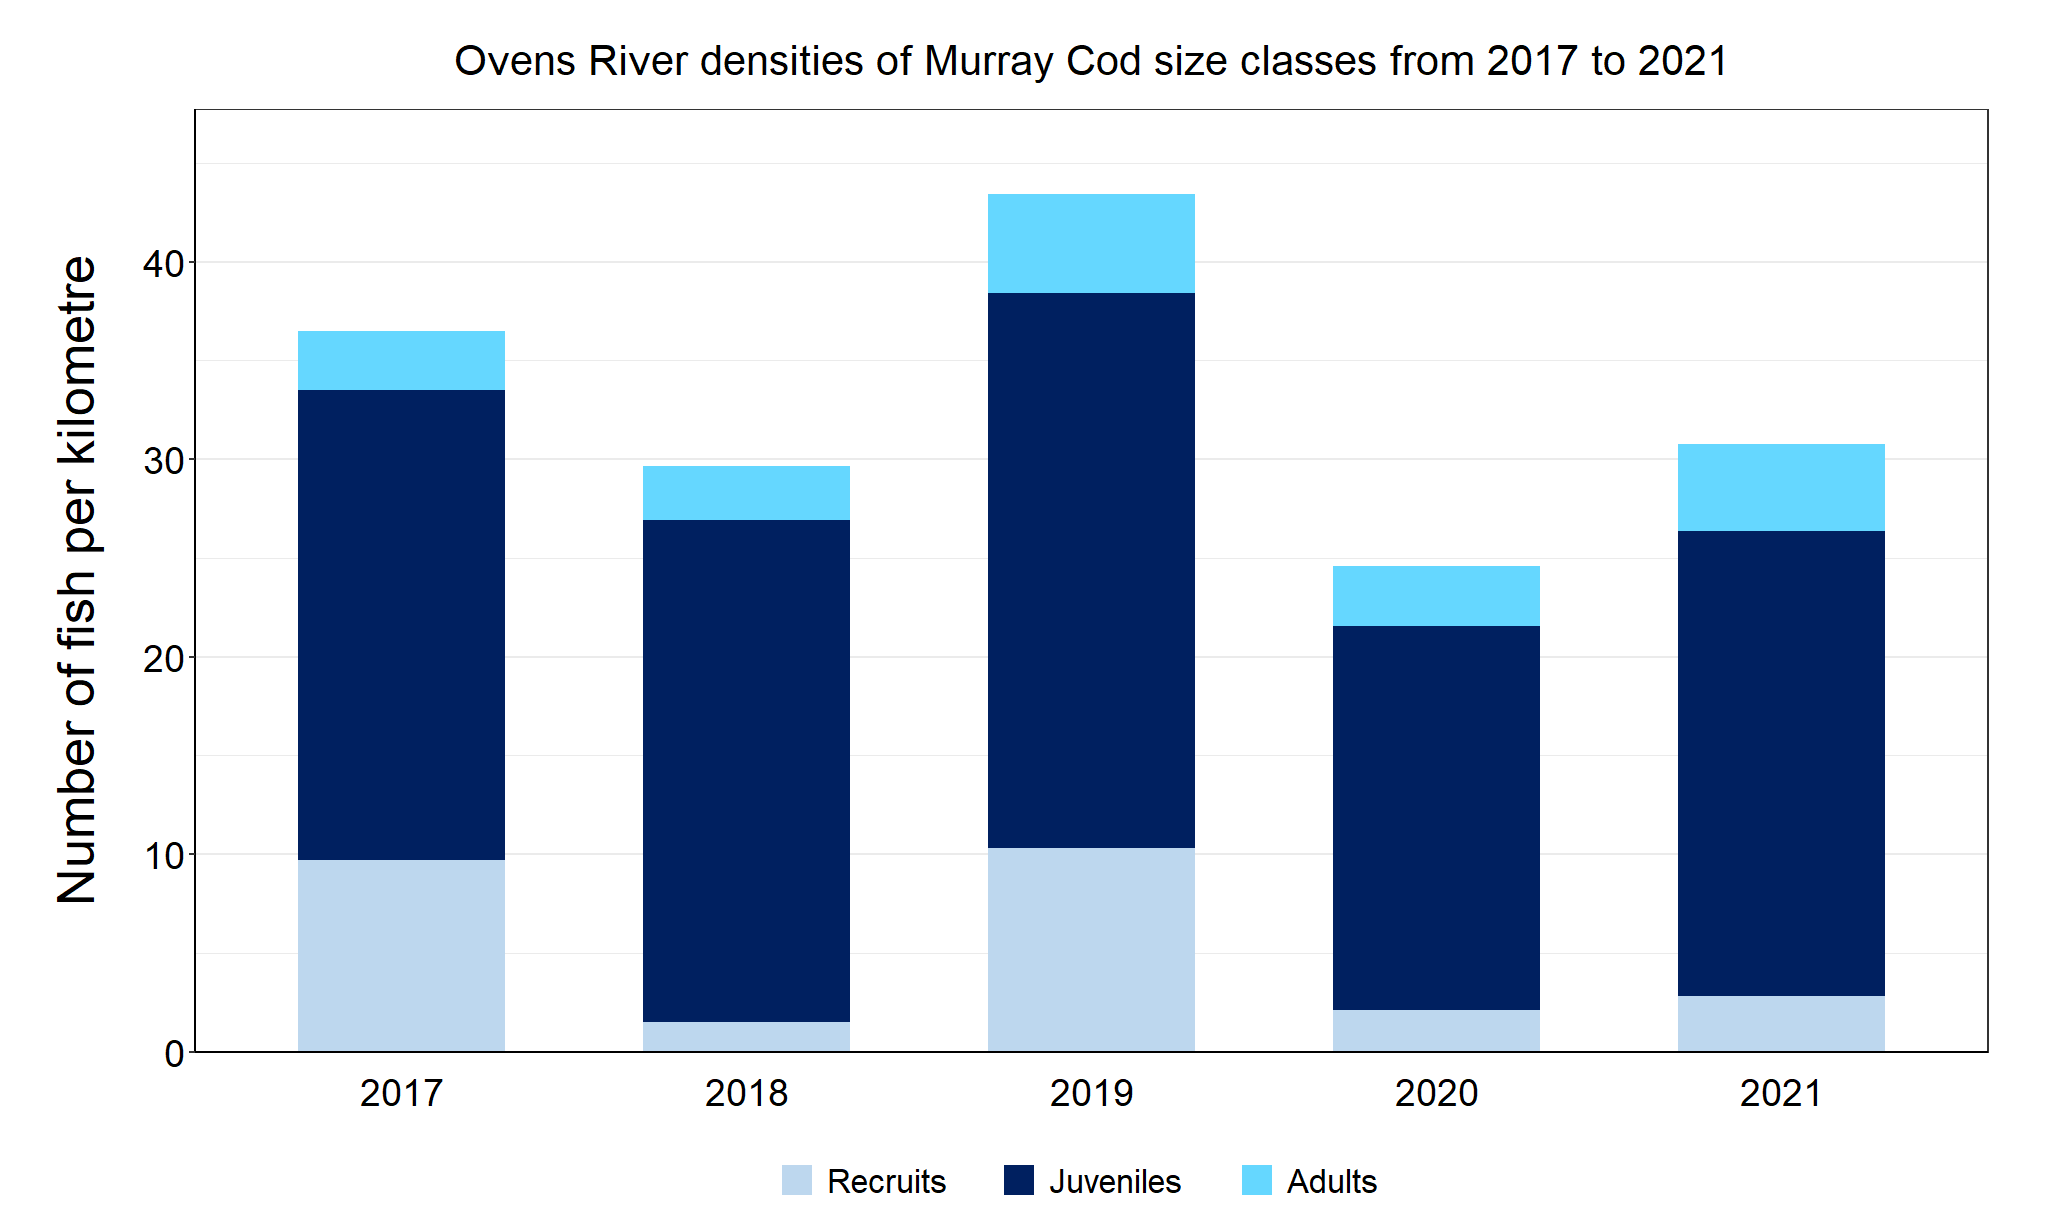 Ovens River densities of Murray Cod size classes from 2017 to 2021
Number of fish per kilometre
40
30
20
10
0
2017 2018 2019 2020 2021
Recruits Juveniles Adults